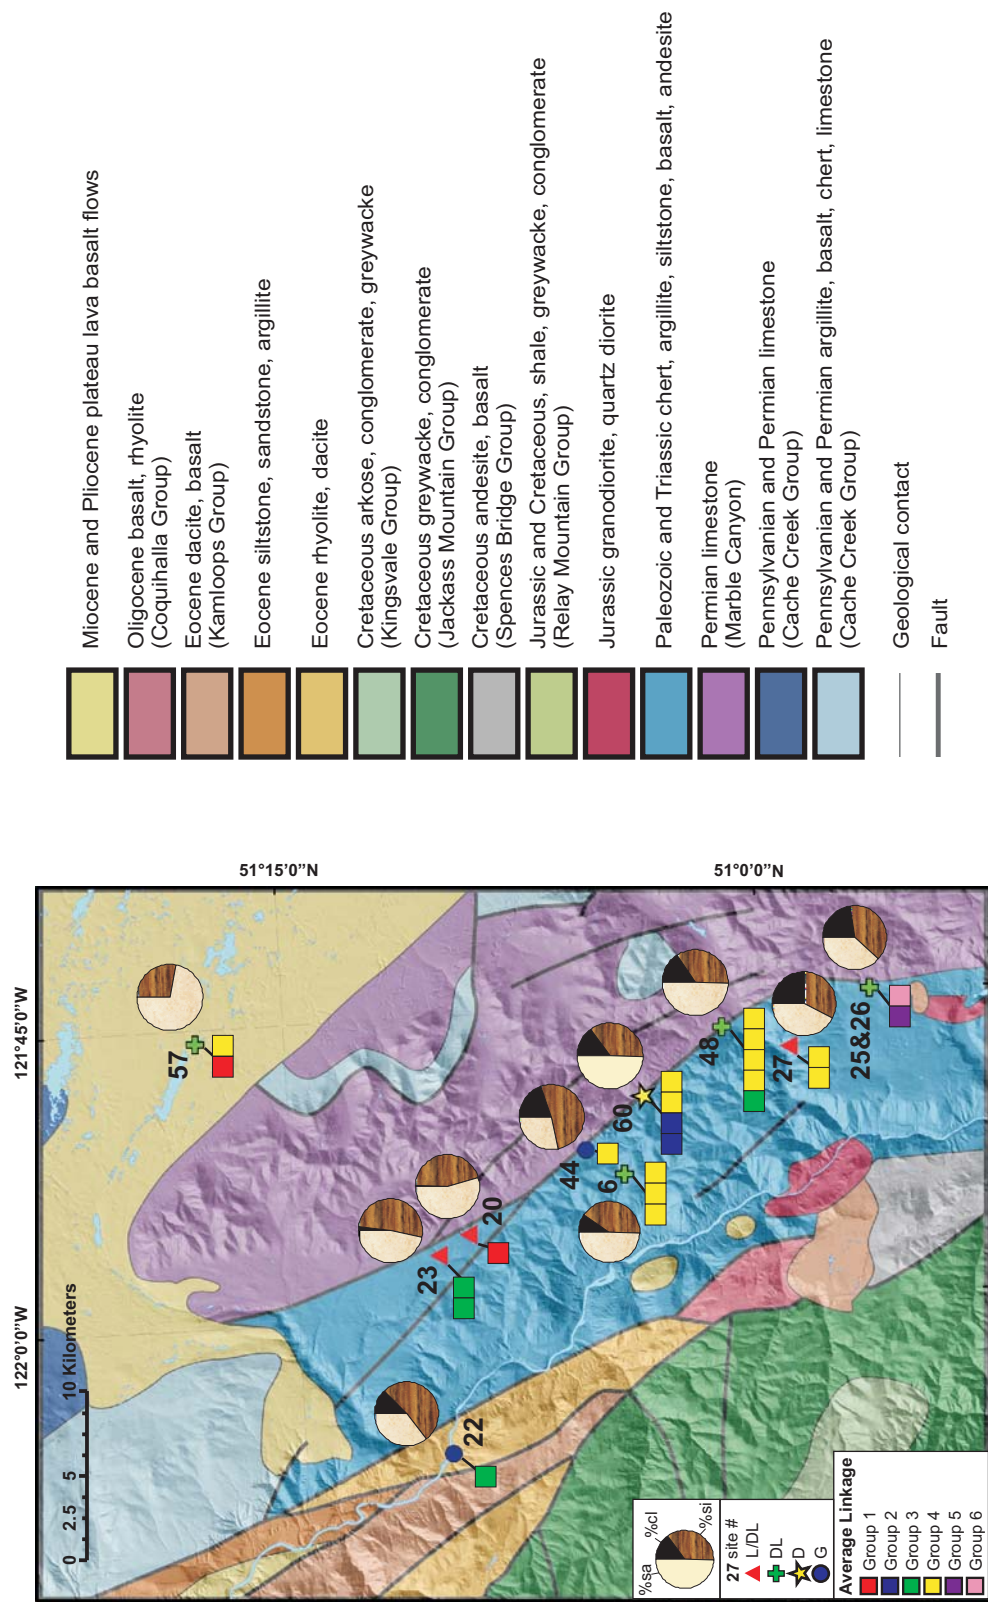 Miocene and Pliocene plateau lava basalt flows
Oligocene basalt, rhyolite
(Coquihalla Group)
Eocene dacite, basalt
(Kamloops Group)
Eocene siltstone, sandstone, argillite
Eocene rhyolite, dacite
Cretaceous arkose, conglomerate, greywacke
(Kingsvale Group)
Cretaceous greywacke, conglomerate
(Jackass Mountain Group)
Cretaceous andesite, basalt
(Spences Bridge Group)
Jurassic and Cretaceous, shale, greywacke, conglomerate
(Relay Mountain Group)
Jurassic granodiorite, quartz diorite
Paleozoic and Triassic chert, argillite, siltstone, basalt, andesite
Permian limestone
(Marble Canyon)
Pennsylvanian and Permian limestone
(Cache Creek Group)
Pennsylvanian and Permian argillite, basalt, chert, limestone
(Cache Creek Group)
Geological contact
Fault
122°0'0"W
121°45'0"W
51°15'0"N
51°0'0"N
0 2.5 5 10 Kilometers
57
23
20
22
44
6
60
48
27
25&26
%sa
%cl
%si
27 site #
L/DL
DL
D
G
Average Linkage
Group 1
Group 2
Group 3
Group 4
Group 5
Group 6